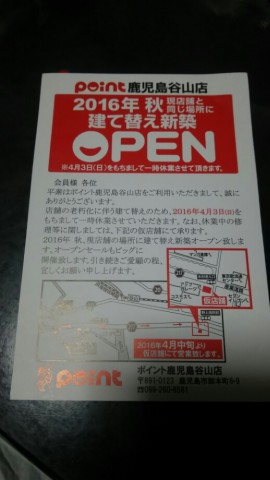 point 鹿児島谷山店
2016年 秋 現店舗と
同じ場所に
建て替え新築
OPEN
※4月3日(日)をもちまして一時休業させて頂きます。
会員様 各位
平素はポイント鹿児島谷山店をご利用いただきまして、誠に
ありがとうございます。
店舗の老朽化に伴う建て替えのため、2016年4月3日(日)を
もちまして一時休業させていただきます。なお、休業中の修
理等に関しましては、下記の仮店舗にて承ります。
2016年 秋、現店舗の場所に建て替え新築オープン致しま
す。オープンセールもビッグに
開催致します。引き続きご愛顧の程、
宜しくお願い申し上げます。
仮店舗
2016年4月中旬より
仮店舗にて営業致します。
point
ポイント鹿児島谷山店
〒891-0123 鹿児島市卸本町6-6